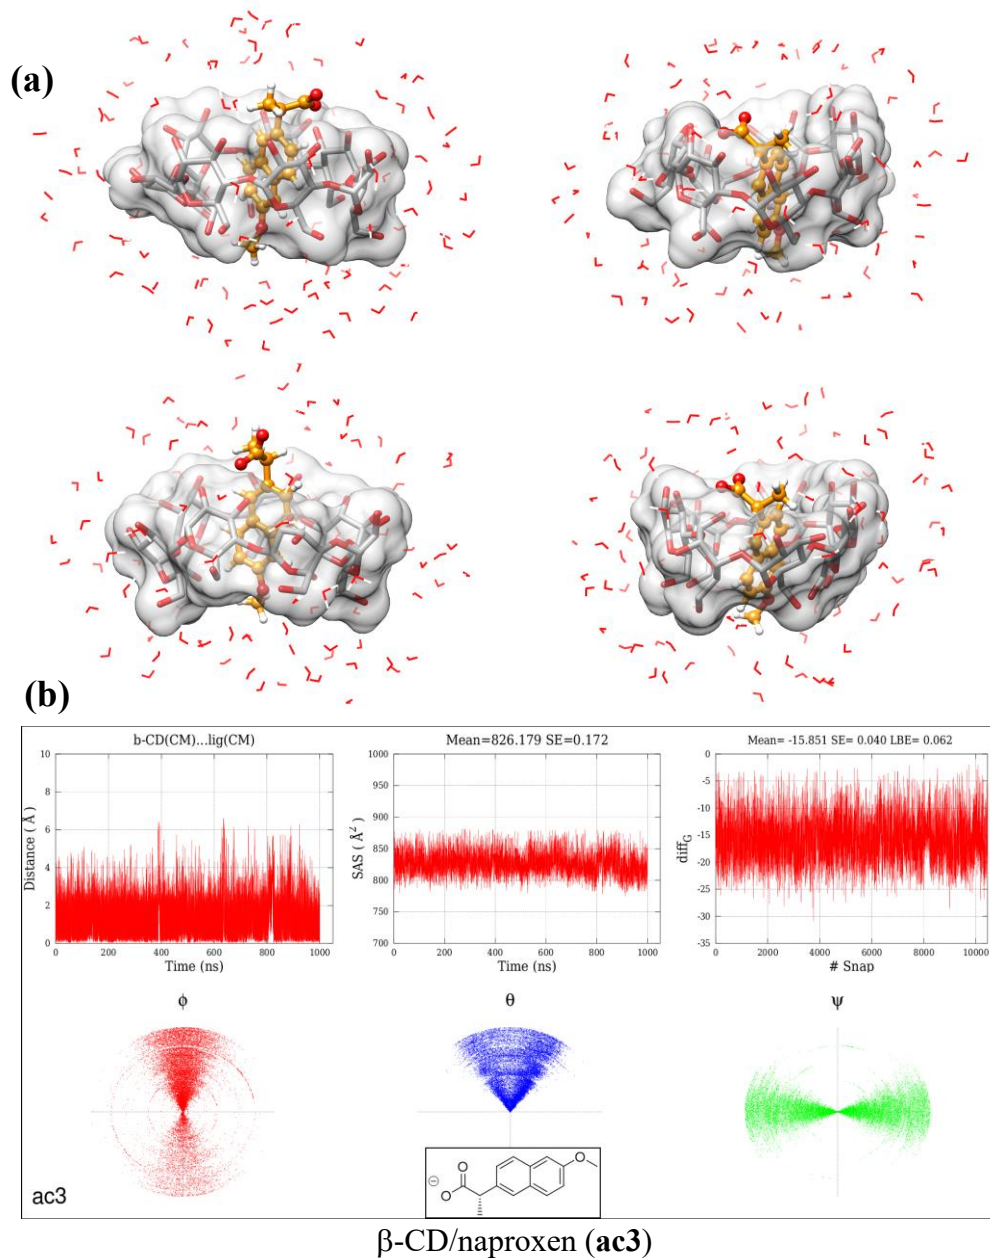 (a)
(b)
b-CD(CM)...lig(CM)
Mean=826.179 SE=0.172
Mean= -15.851 SE= 0.040 LBE= 0.062
Distance ( Å )
10
8
6
4
2
0
0 200 400 600 800 1000
Time (ns)
SAS ( Å² )
1000
950
900
850
800
750
700
0 200 400 600 800 1000
Time (ns)
diff_G
0
-5
-10
-15
-20
-25
-30
-35
0 2000 4000 6000 8000 10000
# Snap
ϕ
θ
ψ
O
O
⊖
O
ac3
β-CD/naproxen (ac3)